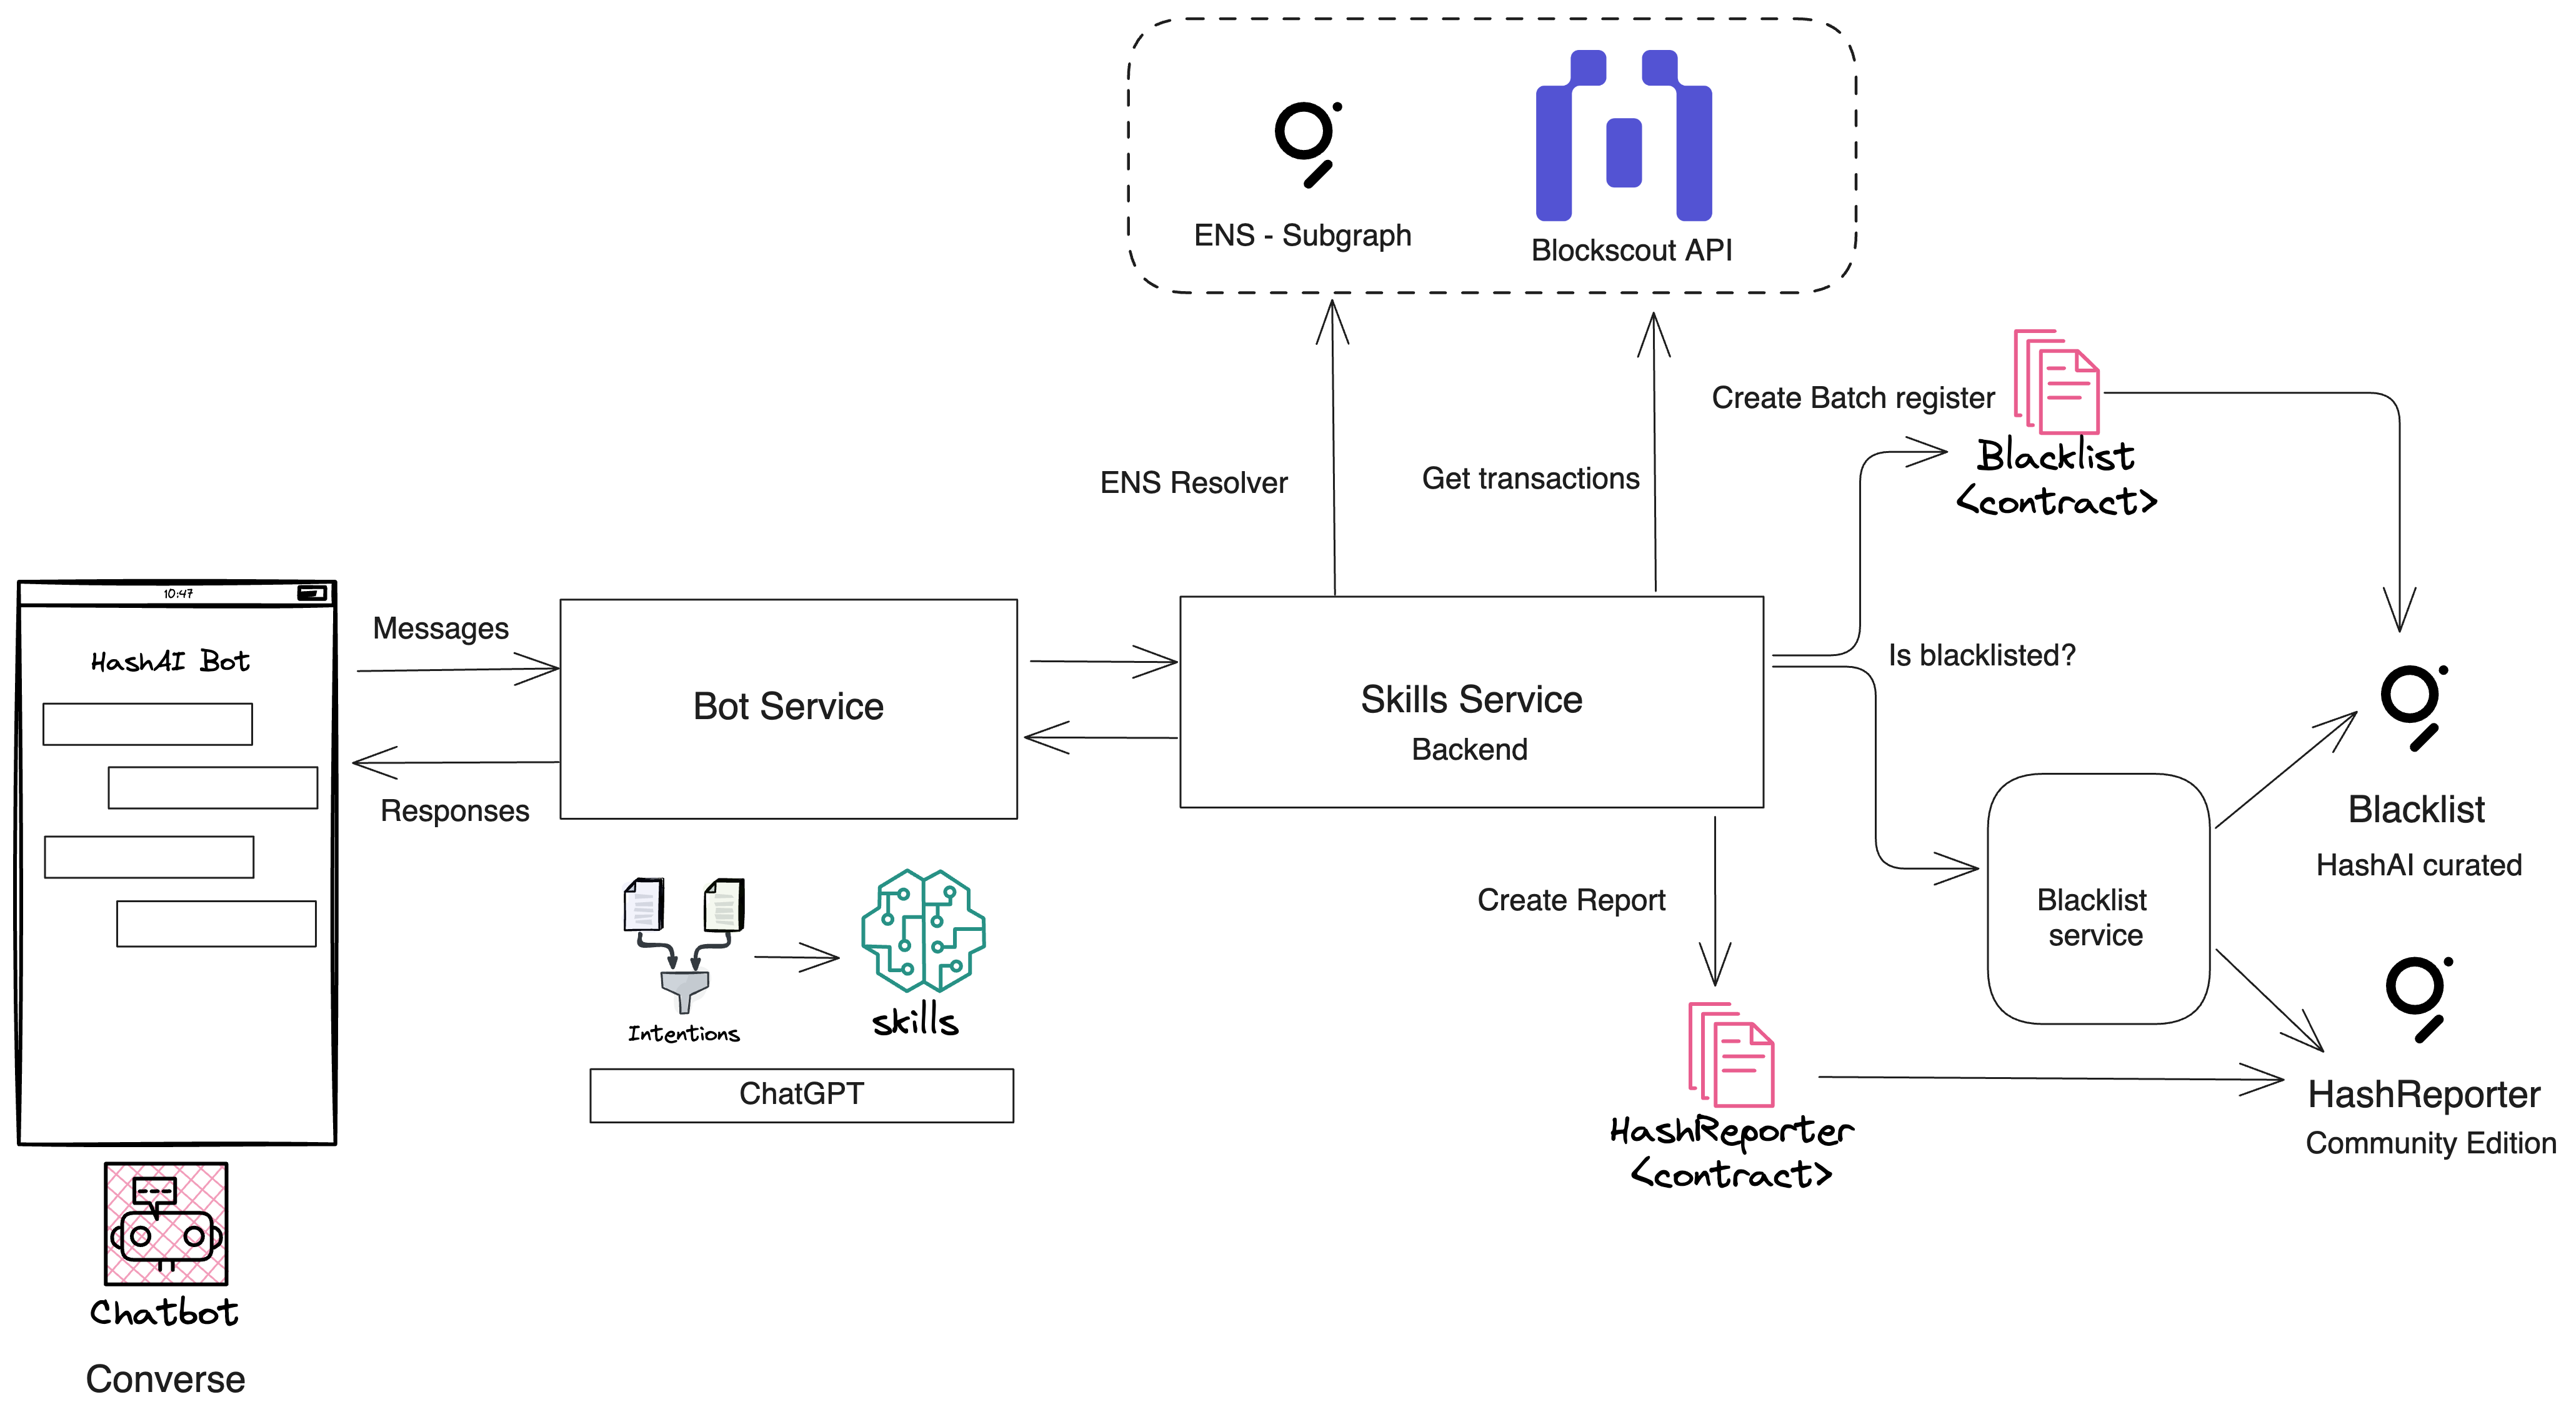 ENS - Subgraph
Blockscout API
Create Batch register
Blacklist
<contract>
ENS Resolver
Get transactions
10:47
HashAI Bot
Messages
Responses
Bot Service
Skills Service
Backend
Is blacklisted?
Blacklist
HashAI curated
Blacklist
service
Create Report
Intentions
skills
ChatGPT
HashReporter
<contract>
HashReporter
Community Edition
Chatbot
Converse